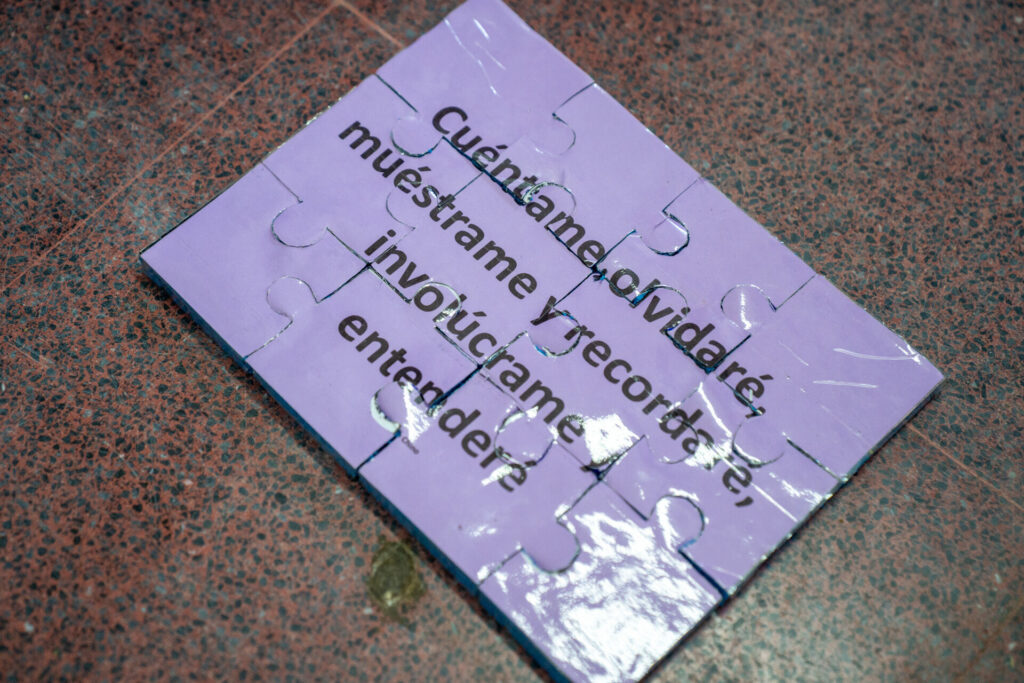 Cuéntame, olvidaré,
muéstrame y recordaré,
involúcrame y
entenderé